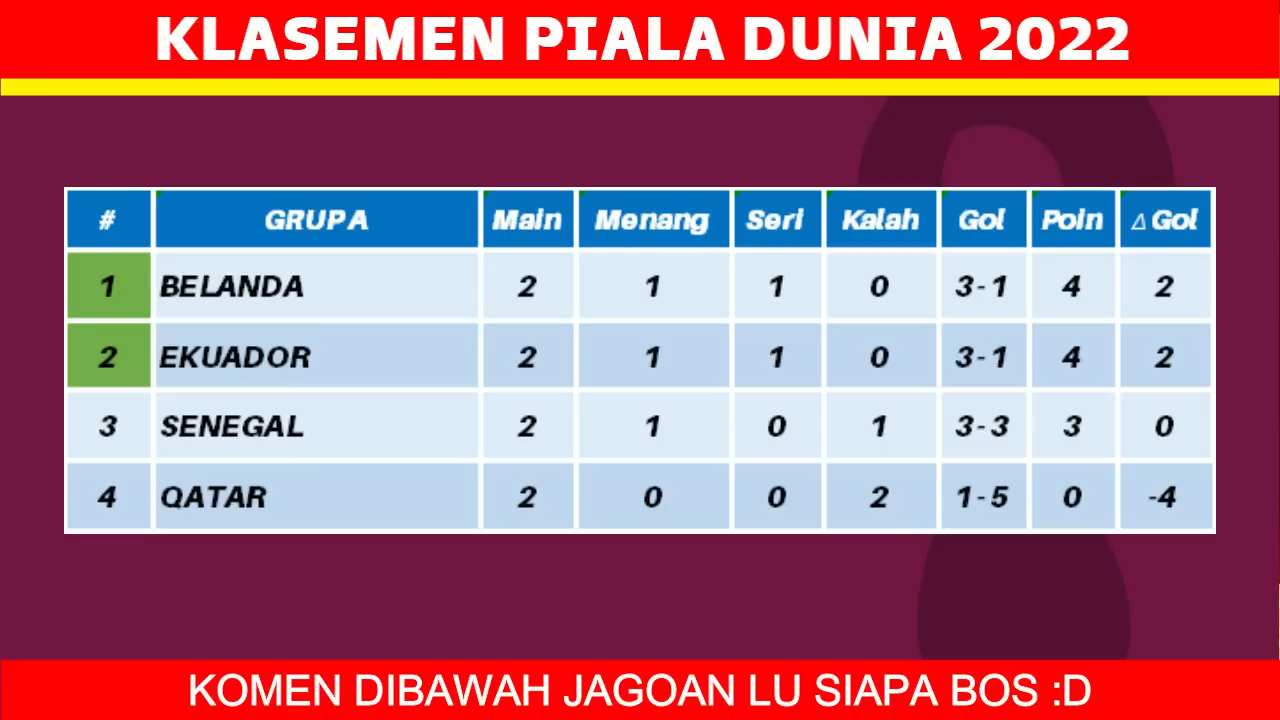 KLASEMEN PIALA DUNIA 2022
# GRUP A Main Menang Seri Kalah Gol Poin Δ Gol
1 BELANDA 2 1 1 0 3-1 4 2
2 EKUADOR 2 1 1 0 3-1 4 2
3 SENEGAL 2 1 0 1 3-3 3 0
4 QATAR 2 0 0 2 1-5 0 -4
KOMEN DIBAWAH JAGOAN LU SIAPA BOS :D